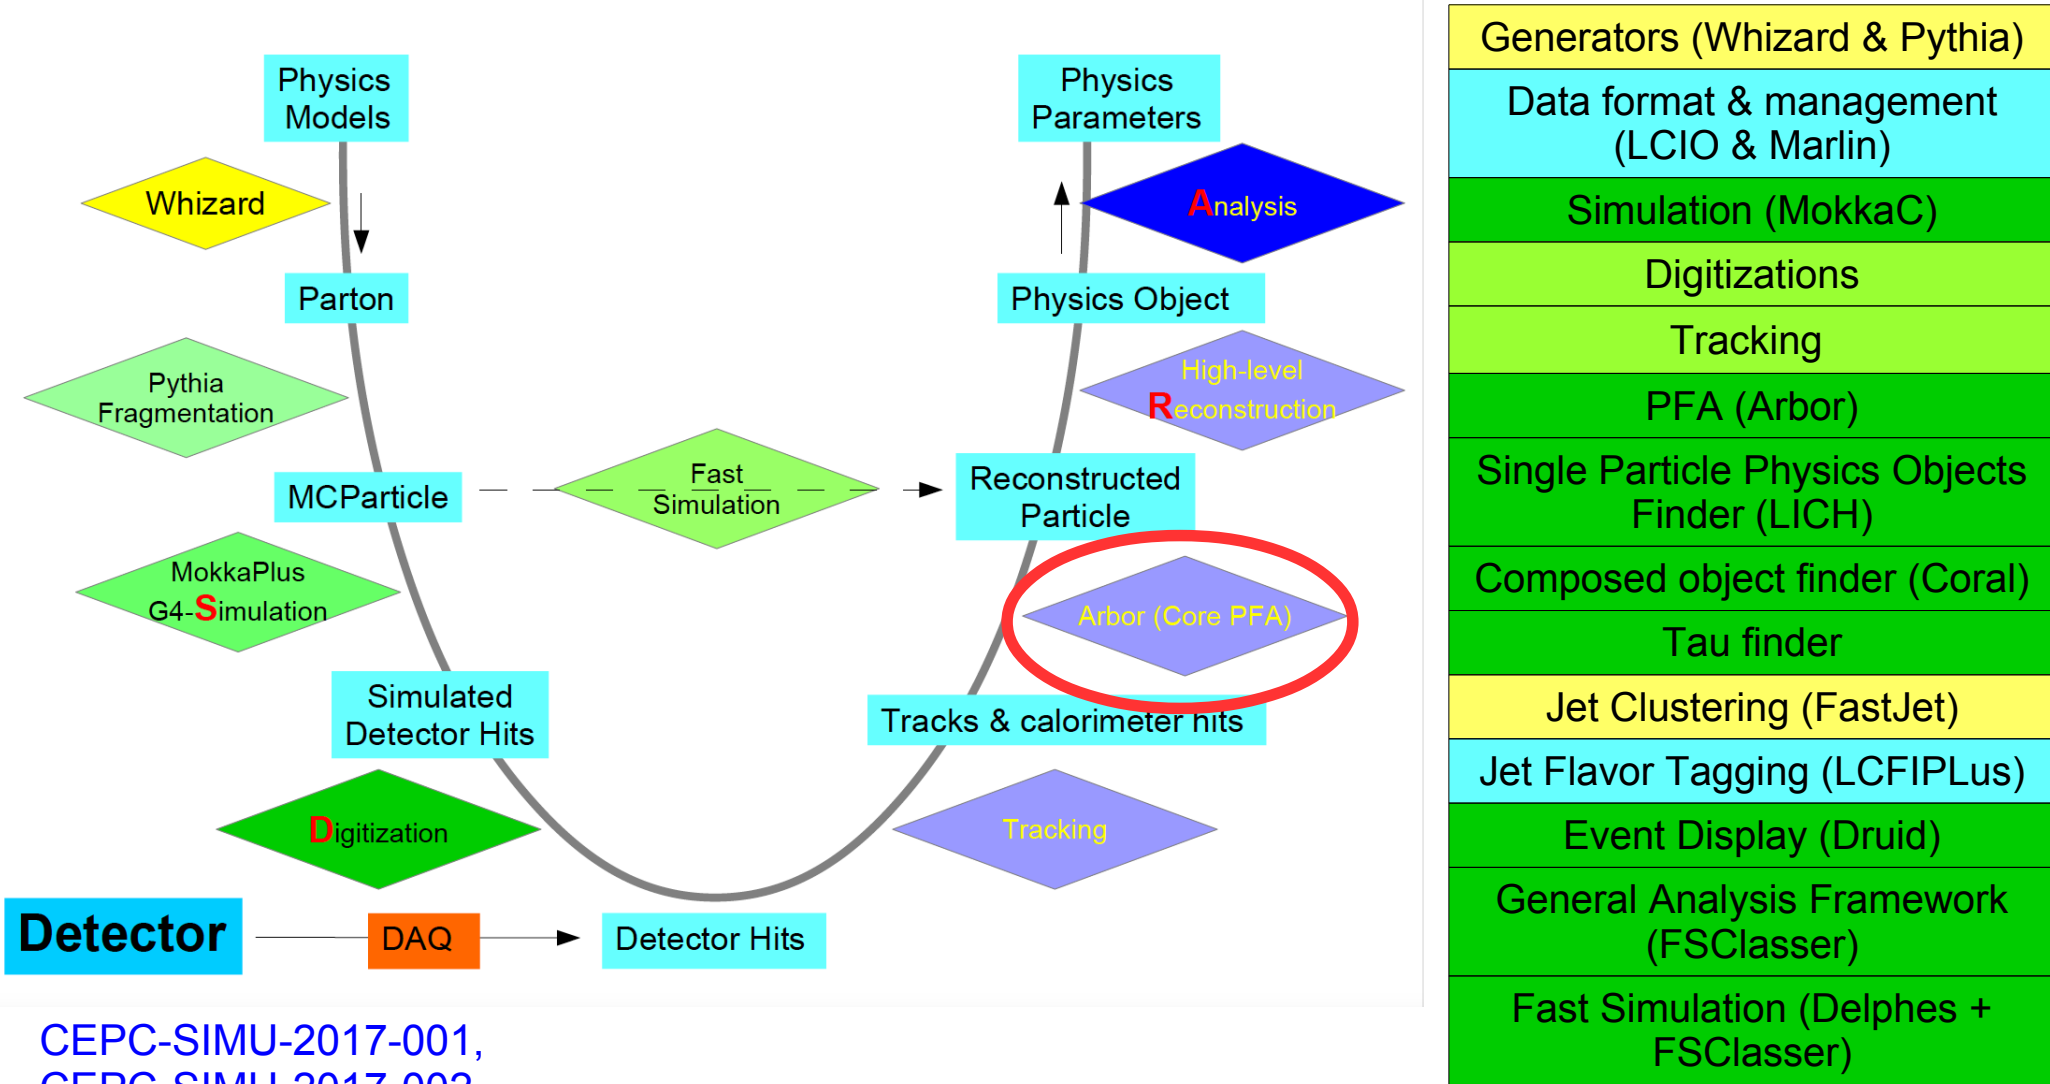 Physics
Models
Whizard
Parton
Pythia
Fragmentation
MCParticle
MokkaPlus
G4-Simulation
Simulated
Detector Hits
Digitization
Detector
DAQ
Detector Hits
Fast
Simulation
Physics
Parameters
Analysis
Physics Object
High-level
Reconstruction
Reconstructed
Particle
Arbor (Core PFA)
Tracks & calorimeter hits
Tracking
CEPC-SIMU-2017-001,
CEPC-SIMU-2017-002
Generators (Whizard & Pythia)
Data format & management
(LCIO & Marlin)
Simulation (MokkaC)
Digitizations
Tracking
PFA (Arbor)
Single Particle Physics Objects
Finder (LICH)
Composed object finder (Coral)
Tau finder
Jet Clustering (FastJet)
Jet Flavor Tagging (LCFIPLus)
Event Display (Druid)
General Analysis Framework
(FSClasser)
Fast Simulation (Delphes +
FSClasser)